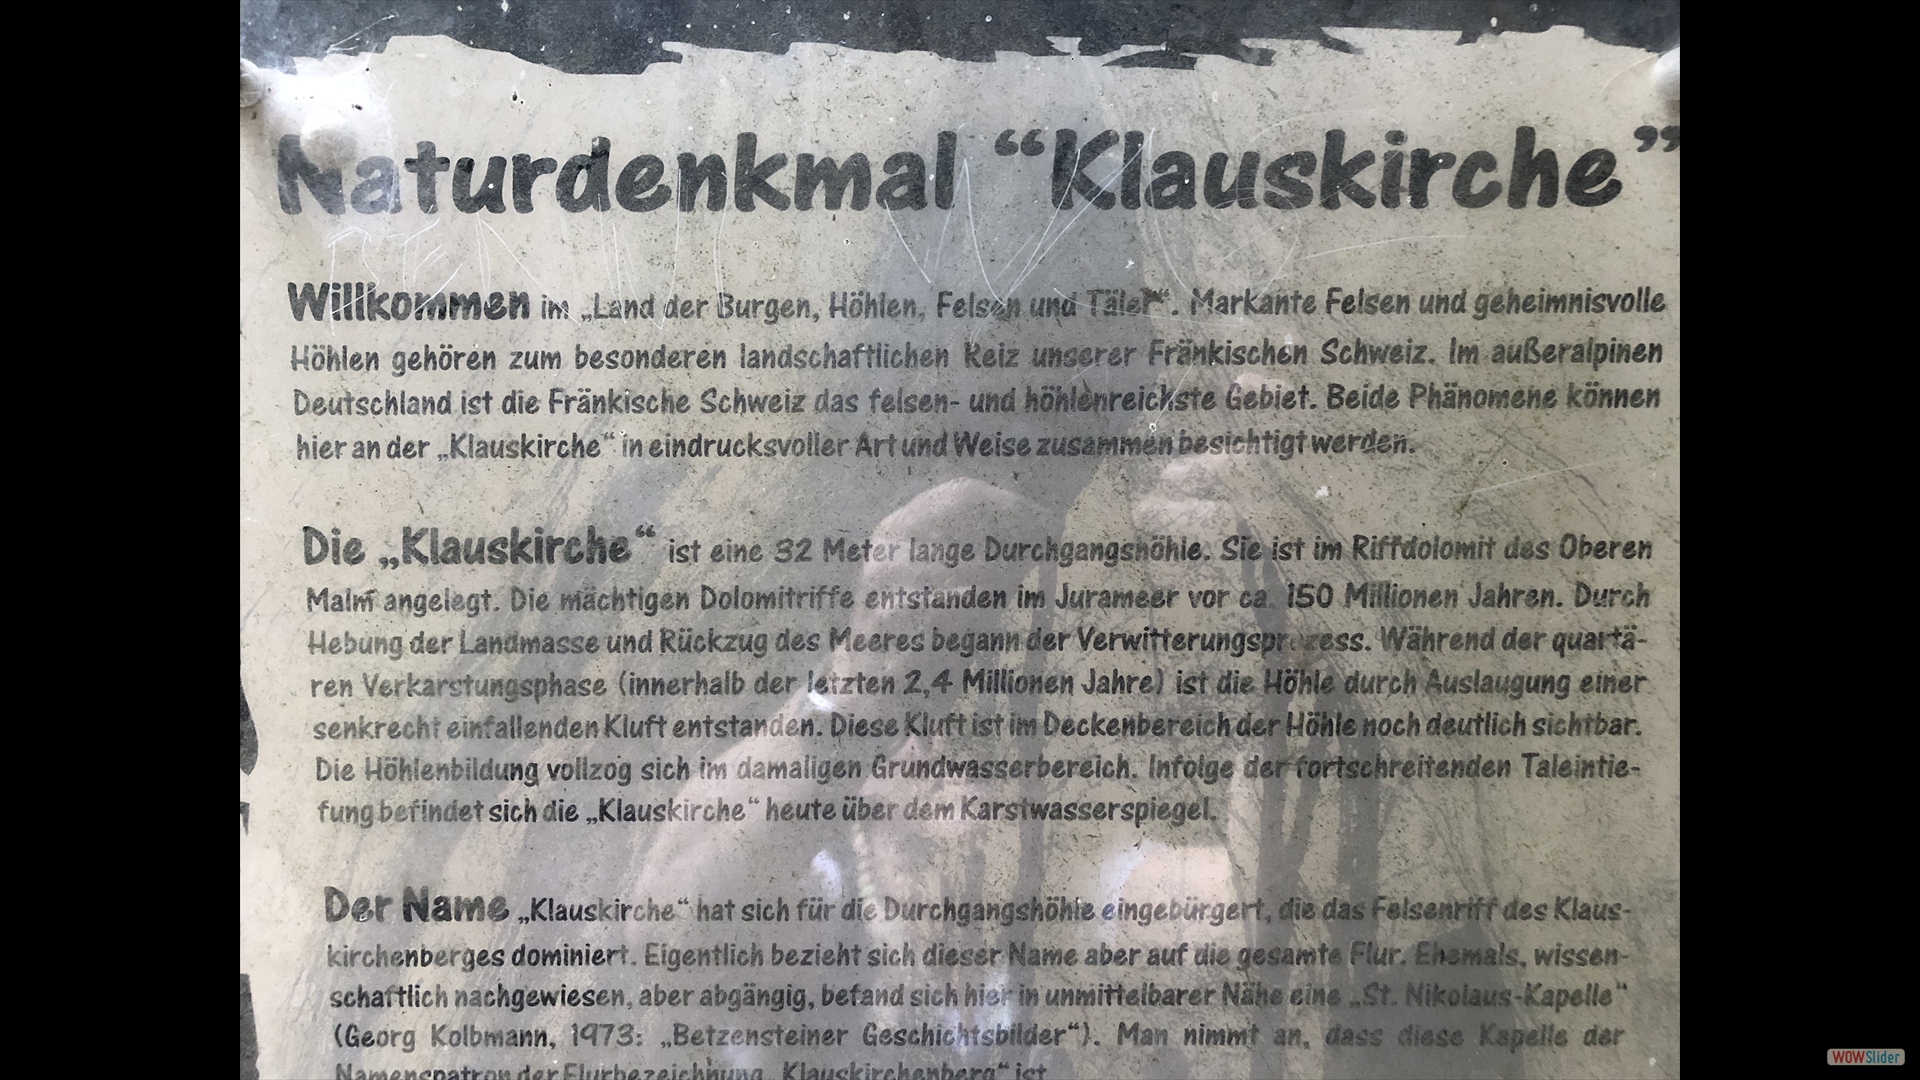 Naturdenkmal “Klauskirche”
Willkommen im „Land der Burgen, Höhlen, Felsen und Täler“. Markante Felsen und geheimnisvolle
Höhlen gehören zum besonderen landschaftlichen Reiz unserer Fränkischen Schweiz. Im außeralpinen
Deutschland ist die Fränkische Schweiz das felsen- und höhlenreichste Gebiet. Beide Phänomene können
hier an der „Klauskirche“ in eindrucksvoller Art und Weise zusammen besichtigt werden.
Die „Klauskirche“ ist eine 32 Meter lange Durchgangshöhle. Sie ist im Riffdolomit des Oberen
Malm angelegt. Die mächtigen Dolomitriffe entstanden im Jurameer vor ca. 150 Millionen Jahren. Durch
Hebung der Landmasse und Rückzug des Meeres begann der Verwitterungsprozess. Während der quartä-
ren Verkarstungsphase (innerhalb der letzten 2,4 Millionen Jahre) ist die Höhle durch Auslaugung einer
senkrecht einfallenden Kluft entstanden. Diese Kluft ist im Deckenbereich der Höhle noch deutlich sichtbar.
Die Höhlenbildung vollzog sich im damaligen Grundwasserbereich. Infolge der fortschreitenden Taleintie-
fung befindet sich die „Klauskirche“ heute über dem Karstwasserspiegel.
Der Name „Klauskirche“ hat sich für die Durchgangshöhle eingebürgert, die das Felsenriff des Klaus-
kirchenberges dominiert. Eigentlich bezieht sich dieser Name aber auf die gesamte Flur. Ehemals, wissen-
schaftlich nachgewiesen, aber abgängig, befand sich hier in unmittelbarer Nähe eine „St. Nikolaus-Kapelle“
(Georg Kolbmann, 1973: „Betzensteiner Geschichtsbilder“). Man nimmt an, dass diese Kapelle der
Namenspatron der Flurbezeichnung „Klauskirchenberg“ ist
WOWSlider